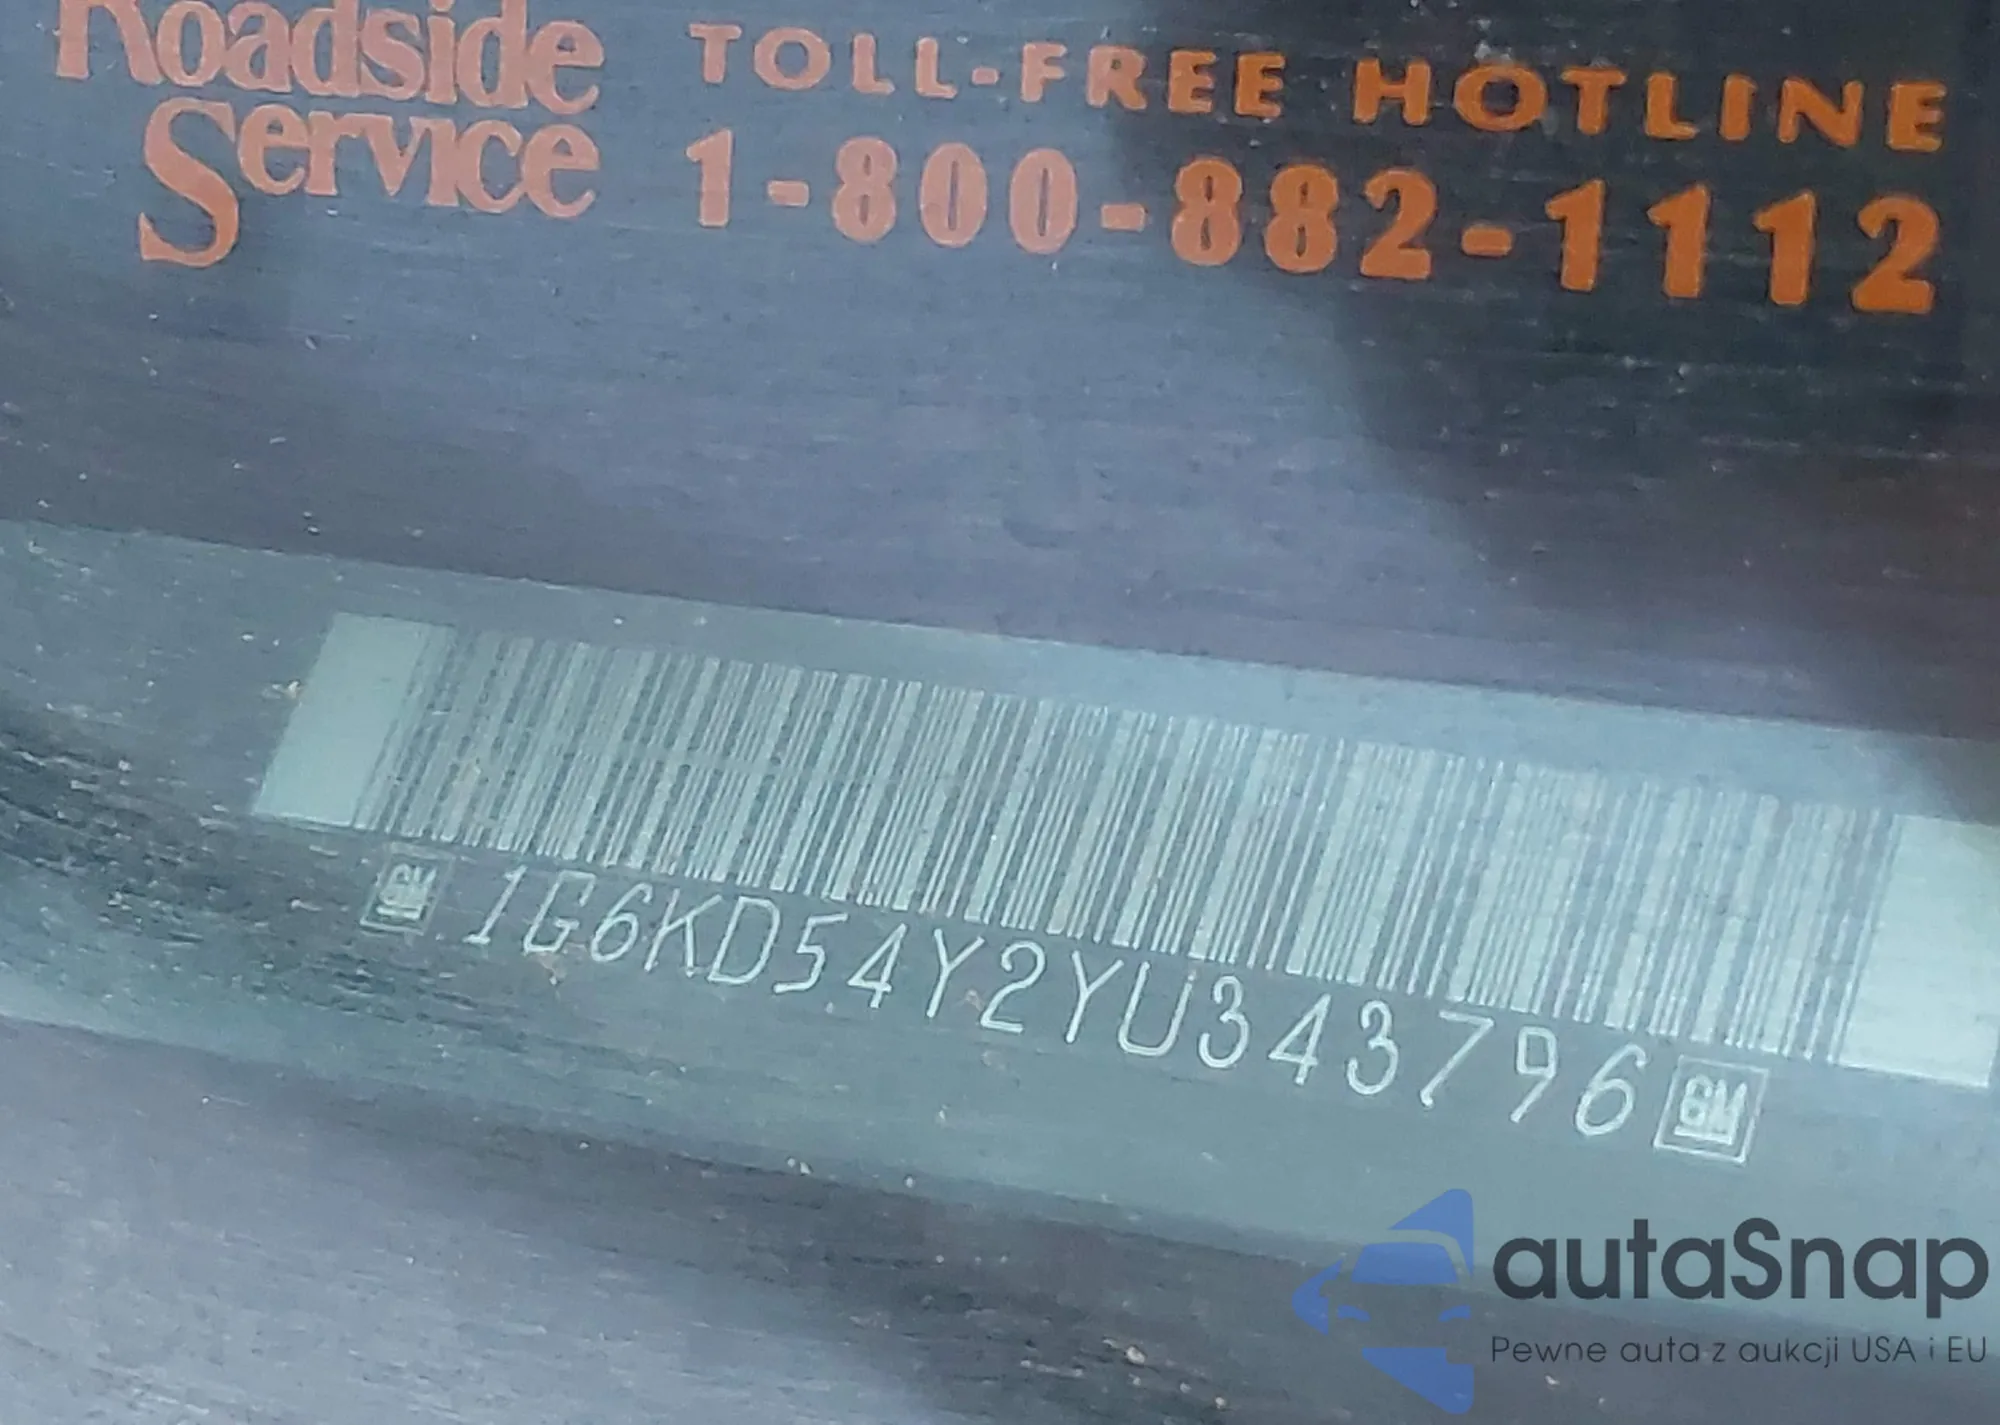 Roadside
Service
TOLL-FREE HOTLINE
1-800-882-1112
GM 1G6KD54Y2YU343796 GM
autaSnap
Pewne auta z aukcji USA i EU